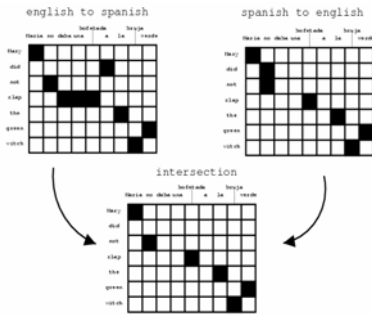 english to spanish
bofetada bruja
Maria no daba una a la verde
Mary
did
not
slap
the
green
witch
spanish to english
bofetada bruja
Maria no daba una a la verde
Mary
did
not
slap
the
green
witch
intersection
bofetada bruja
Maria no daba una a la verde
Mary
did
not
slap
the
green
witch